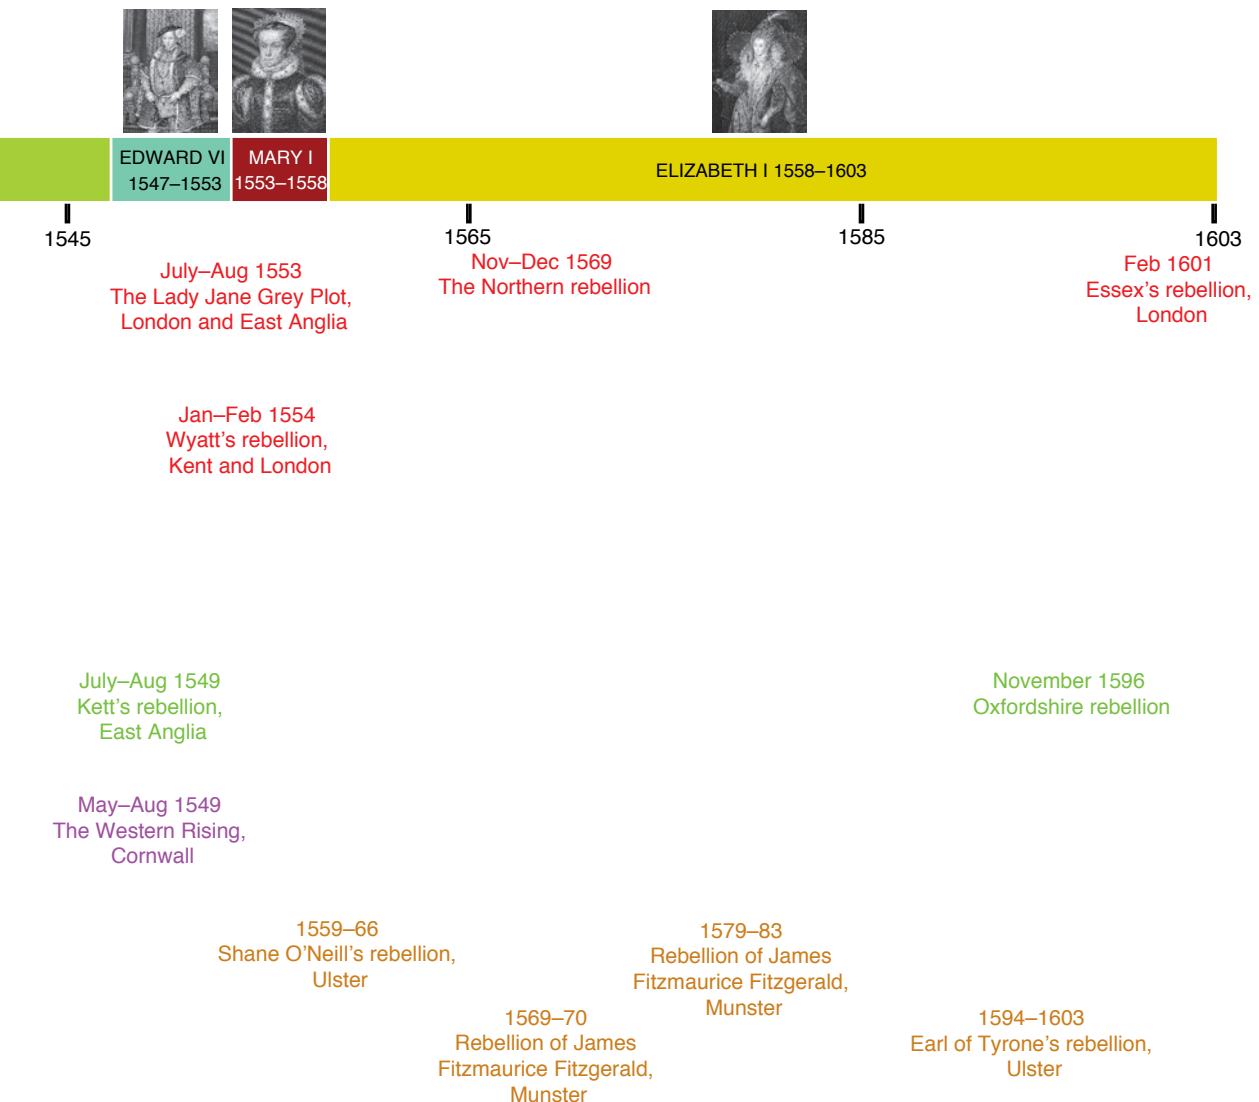 EDWARD VI
1547–1553
MARY I
1553–1558
ELIZABETH I 1558–1603
1545
1565
1585
1603
July–Aug 1553
The Lady Jane Grey Plot,
London and East Anglia
Nov–Dec 1569
The Northern rebellion
Feb 1601
Essex’s rebellion,
London
Jan–Feb 1554
Wyatt’s rebellion,
Kent and London
July–Aug 1549
Kett’s rebellion,
East Anglia
November 1596
Oxfordshire rebellion
May–Aug 1549
The Western Rising,
Cornwall
1559–66
Shane O’Neill’s rebellion,
Ulster
1569–70
Rebellion of James
Fitzmaurice Fitzgerald,
Munster
1579–83
Rebellion of James
Fitzmaurice Fitzgerald,
Munster
1594–1603
Earl of Tyrone’s rebellion,
Ulster